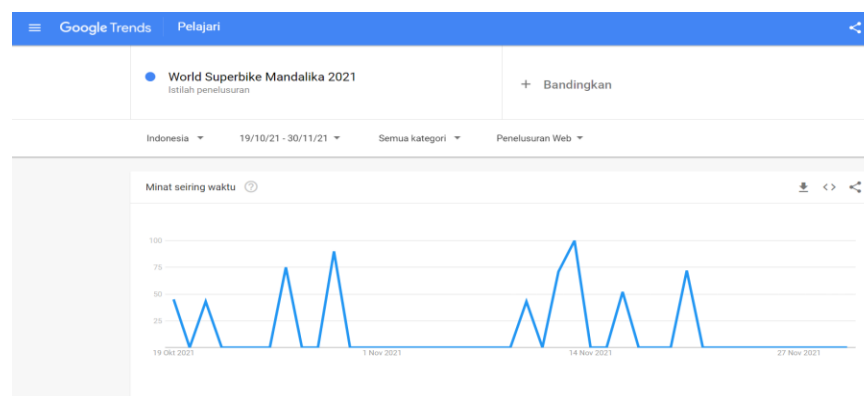 Google Trends Pelajari
World Superbike Mandalika 2021
Istilah penelusuran
+ Bandingkan
Indonesia 19/10/21 - 30/11/21 Semua kategori Penelusuran Web
Minat seiring waktu
100
75
50
25
19 Okt 2021 1 Nov 2021 14 Nov 2021 27 Nov 2021